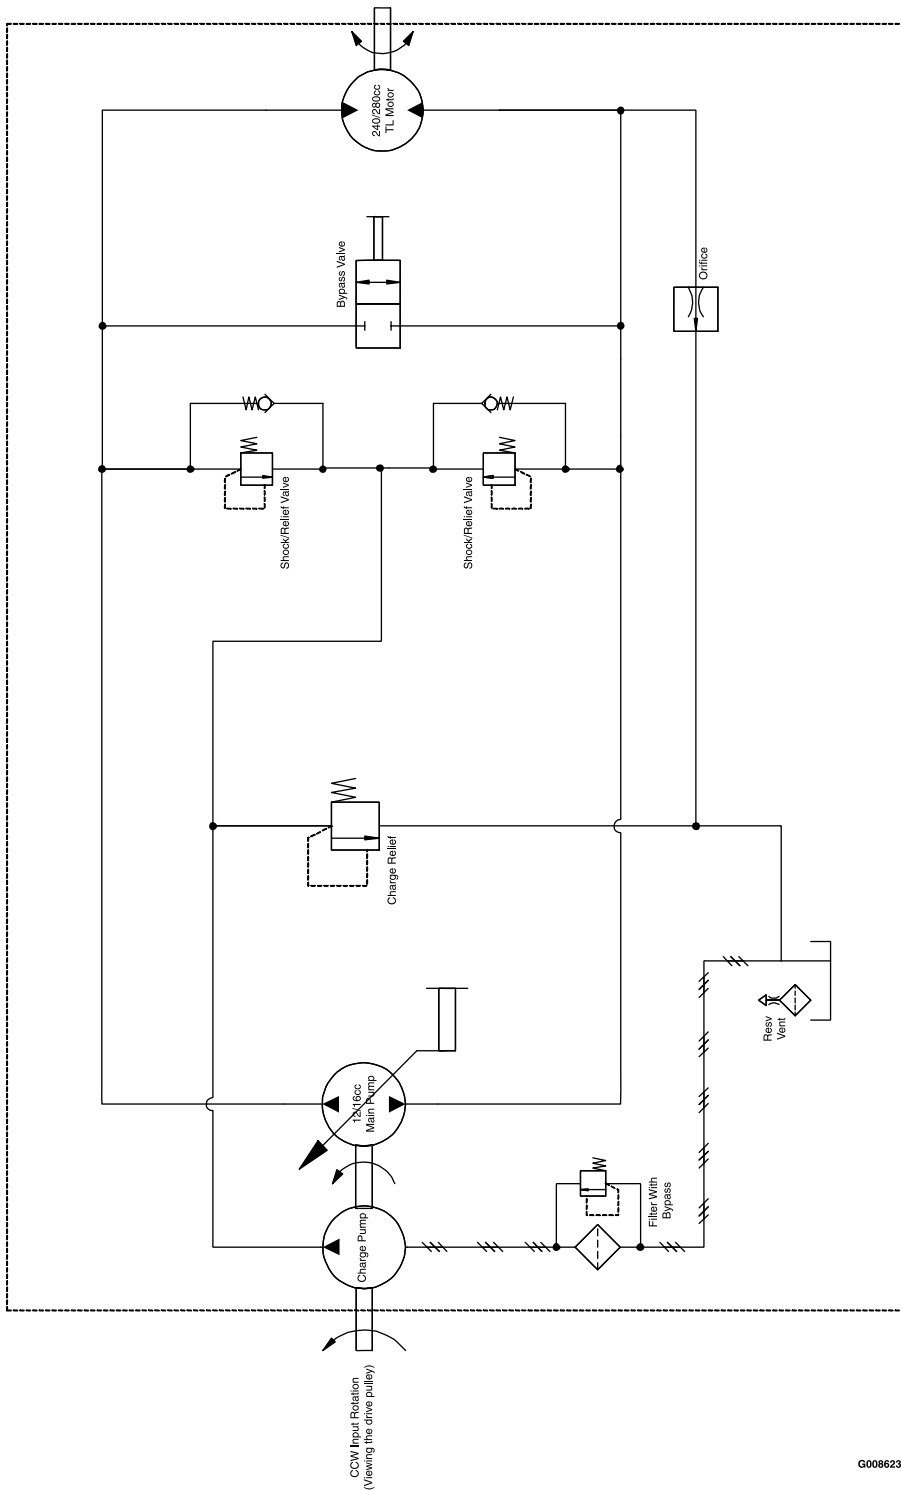 240/280cc
TL Motor
Bypass Valve
Orifice
Shock/Relief Valve
Shock/Relief Valve
Charge Relief
Resv
Vent
12/16cc
Main Pump
Filter With
Bypass
Charge Pump
CCW Input Rotation
(Viewing the drive pulley)
G008623